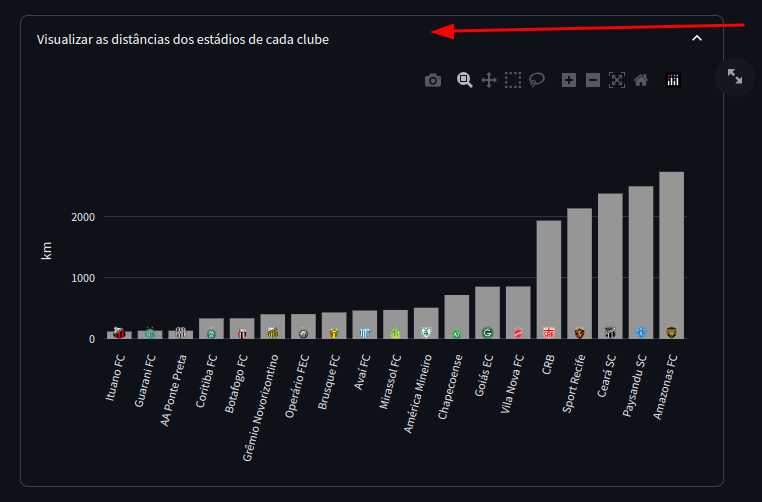 Visualizar as distâncias dos estádios de cada clube
2000
1000
0
km
Ituano FC
Guarani FC
AA Ponte Preta
Coritiba FC
Botafogo FC
Grêmio Novorizontino
Operário FEC
Brusque FC
Avaí FC
Mirassol FC
América Mineiro
Chapecoense
Goiás EC
Vila Nova FC
CRB
Sport Recife
Ceará SC
Paysandu SC
Amazonas FC